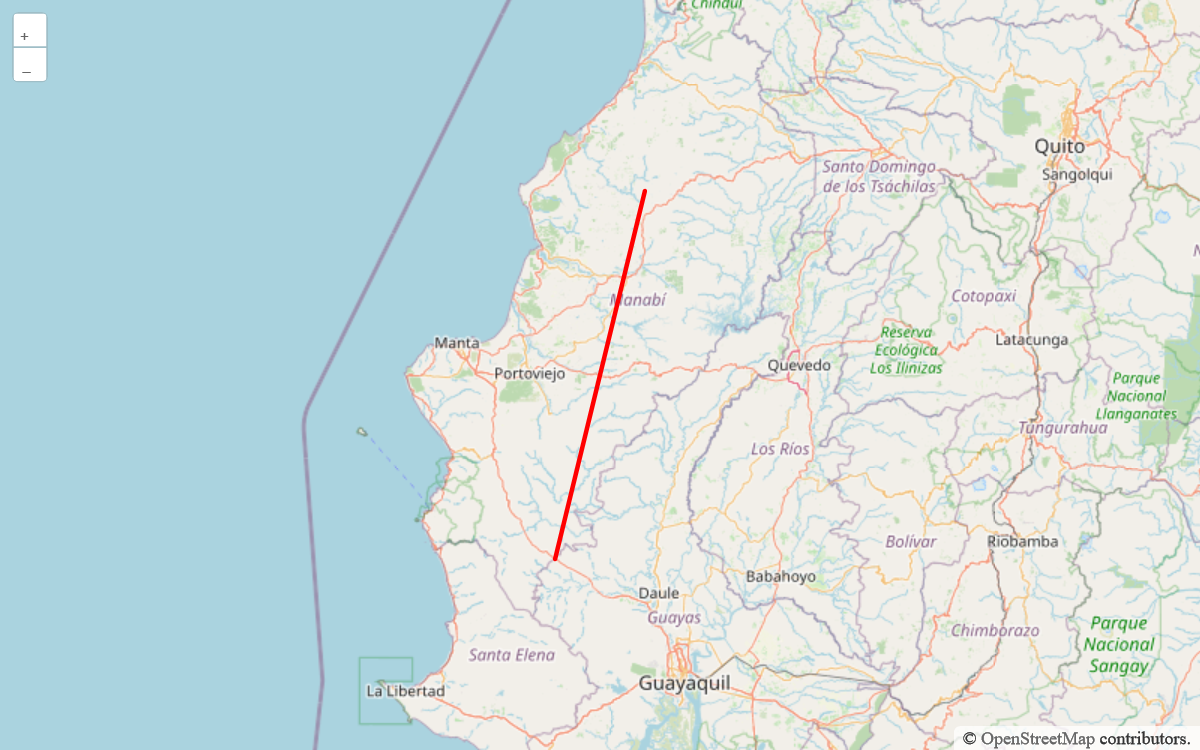 +
–
Chindul
Quito
Sangolqui
Santo Domingo
de los Tsáchilas
Manabí
Cotopaxi
Manta
Reserva
Ecológica
Los Ilinizas
Latacunga
Portoviejo
Quevedo
Parque
Nacional
Llanganates
Tungurahua
Los Ríos
Bolívar
Riobamba
Babahoyo
Daule
Guayas
Chimborazo
Parque
Nacional
Sangay
Santa Elena
La Libertad
Guayaquil
© OpenStreetMap contributors.